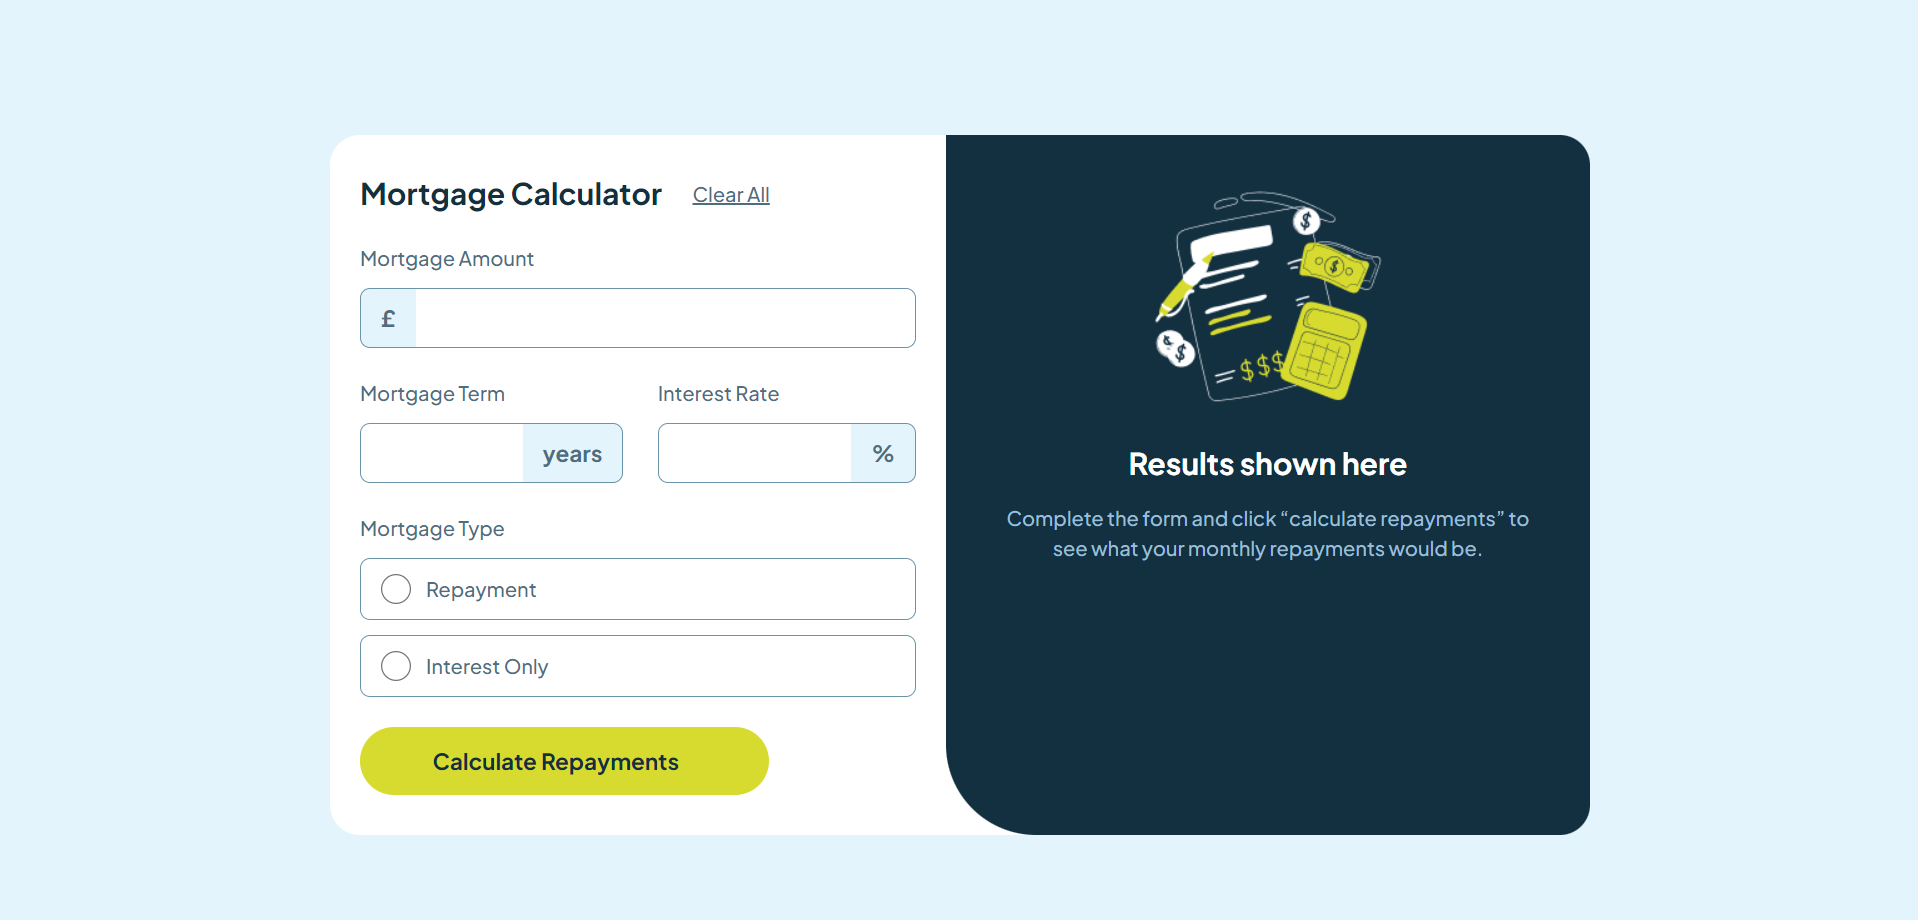 Mortgage Calculator
Clear All
Mortgage Amount
£
Mortgage Term
Interest Rate
years
%
Mortgage Type
Repayment
Interest Only
Calculate Repayments
$
$
$ $
$$$
Results shown here
Complete the form and click “calculate repayments” to
see what your monthly repayments would be.